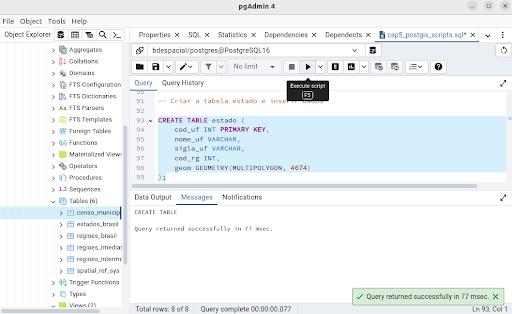 pgAdmin 4
File Object Tools Help
Object Explorer
Properties SQL Statistics Dependencies Dependents cap5_postgis_scripts.sql*
bdespacial/postgres@PostgreSQL16
No limit
Execute script
F5
Query Query History
Aggregates
Collations
Domains
FTS Configuration
FTS Dictionaries
FTS Parsers
FTS Templates
Foreign Tables
Functions
Materialized View
Operators
Procedures
1.3 Sequences
Tables (6)
censo_municip
estados_brasil
regioes_brasil
regioes_imediat
regioes_interme
spatial_ref_sys
Trigger Functions
Types
Views (2)
91 -- Criar a tabela estado e inserir dados
92
93 CREATE TABLE estado (
94 cod_uf INT PRIMARY KEY,
95 nome_uf VARCHAR,
96 sigla_uf VARCHAR,
97 cod_rg INT,
98 geom GEOMETRY(MULTIPOLYGON, 4674)
99 );
Data Output Messages Notifications
CREATE TABLE
Query returned successfully in 77 msec.
Query returned successfully in 77 msec.
Total rows: 8 of 8 Query complete 00:00:00.077
Ln 93, Col 1